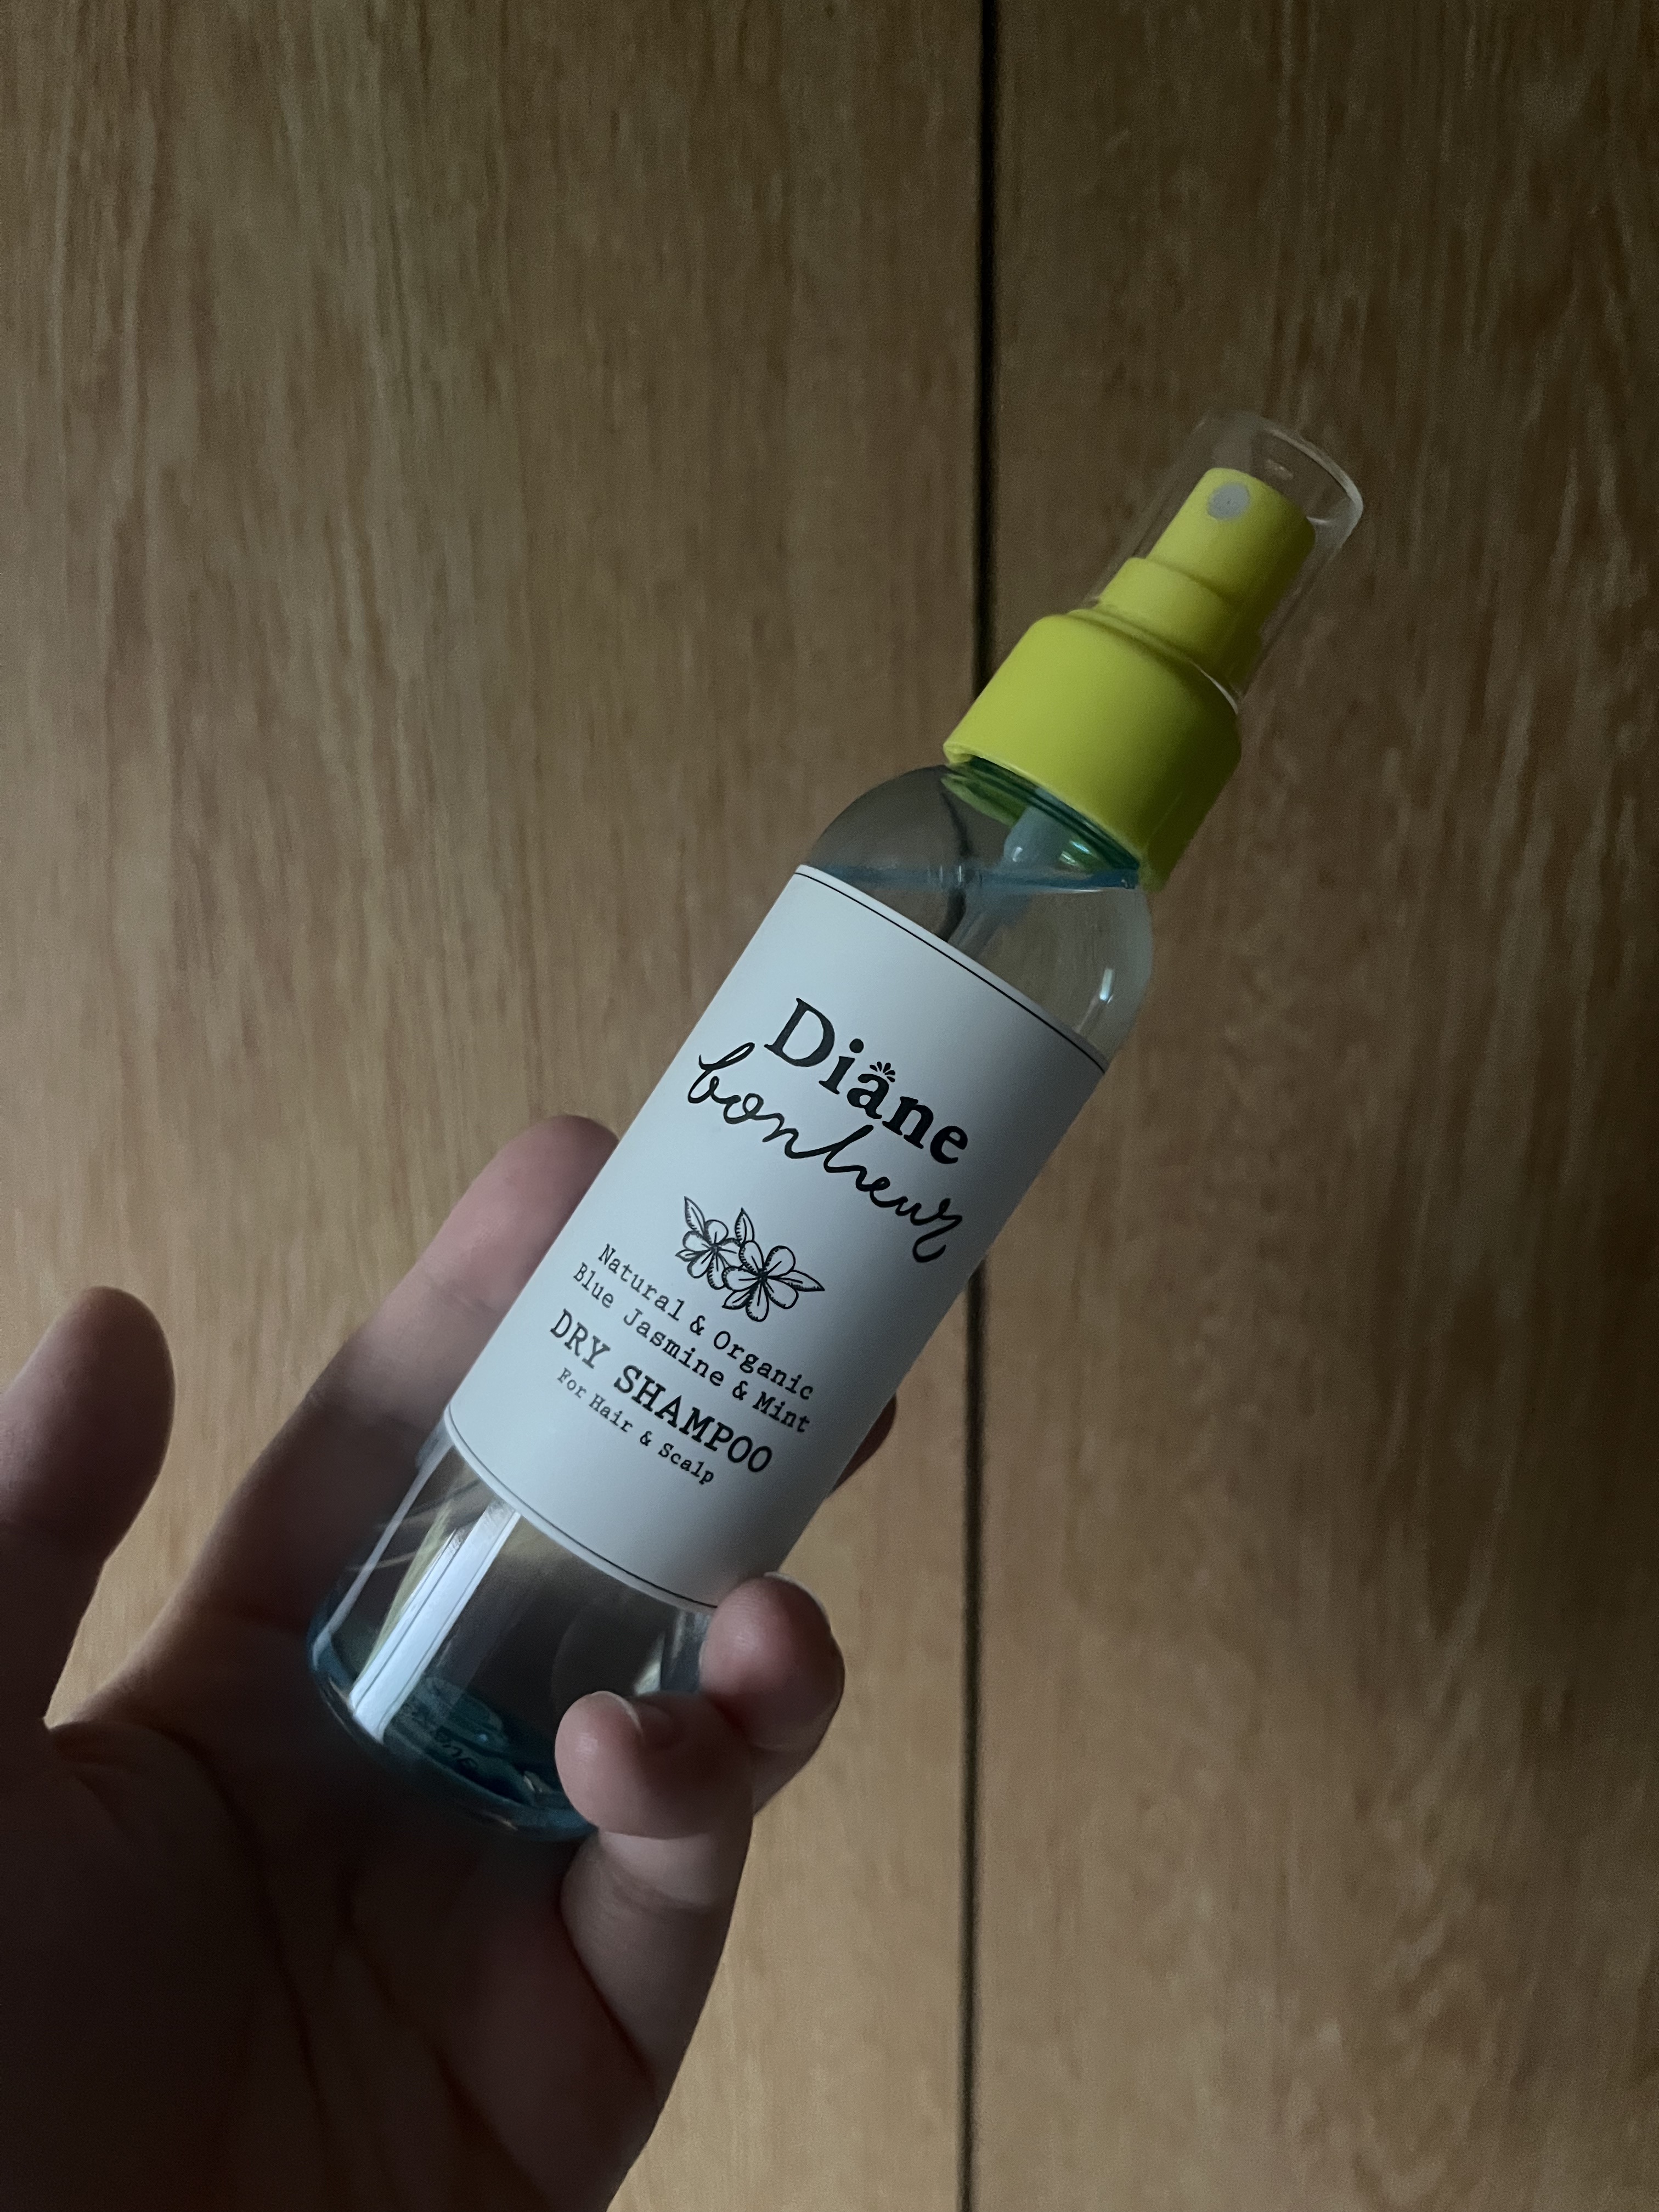 Diane
bonheur
Natural & Organic
Blue Jasmine & Mint
DRY SHAMPOO
For Hair & Scalp